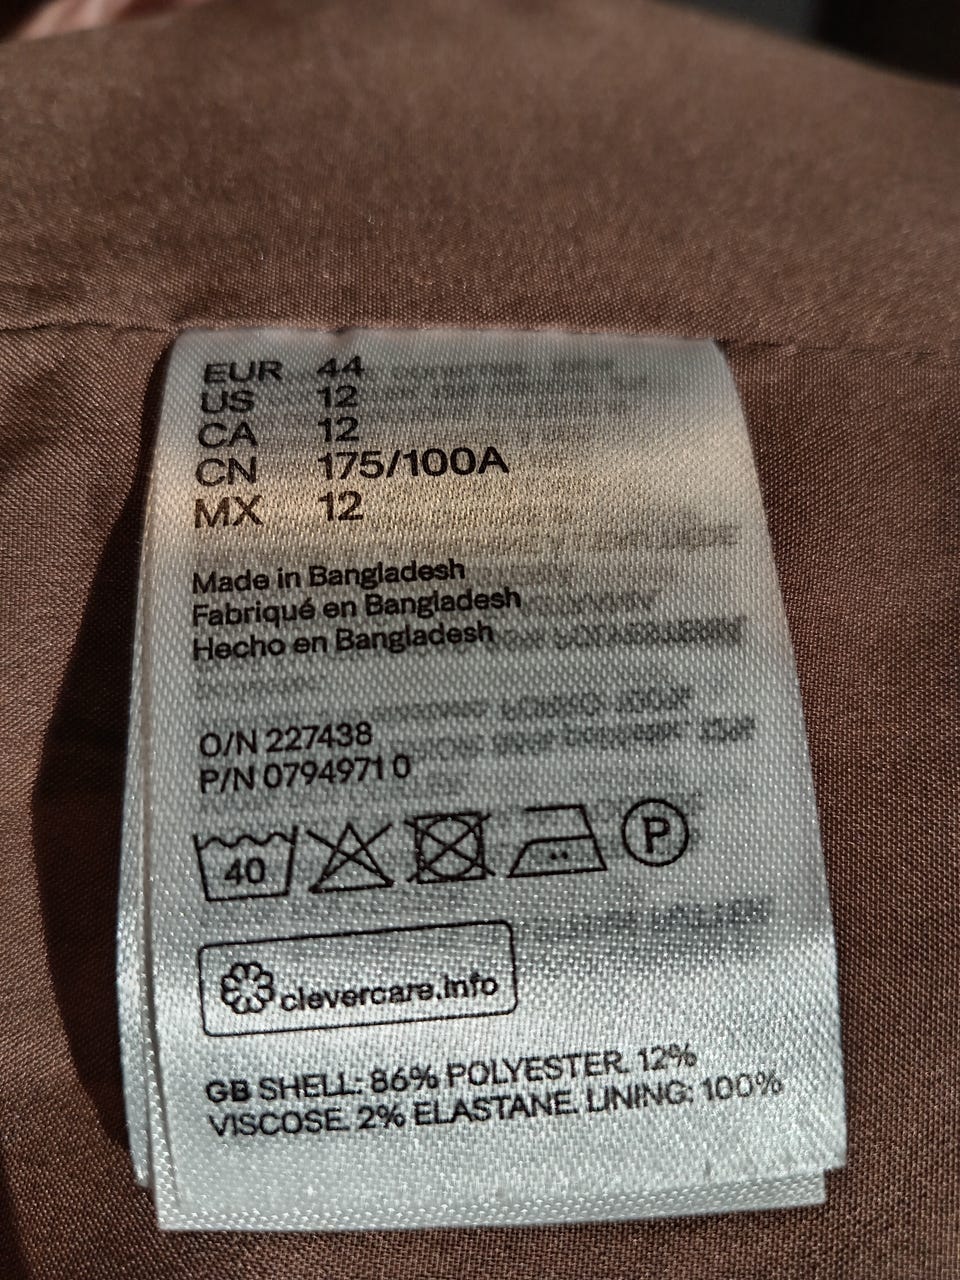 EUR 44
US 12
CA 12
CN 175/100A
MX 12
Made in Bangladesh
Fabriqué en Bangladesh
Hecho en Bangladesh
O/N 227438
P/N 0794971 0
40
P
clevercare.info
GB SHELL: 86% POLYESTER. 12%
VISCOSE. 2% ELASTANE. LINING: 100%